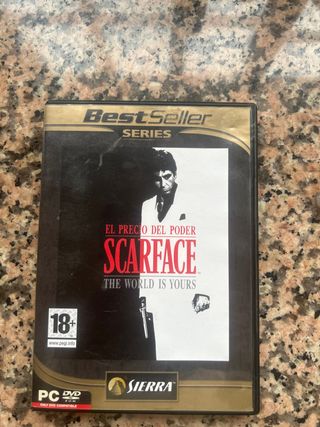 BestSeller
SERIES
EL PRECIO DEL PODER
SCARFACE
THE WORLD IS YOURS
18+
www.pegi.info
SIERRA
PC DVD